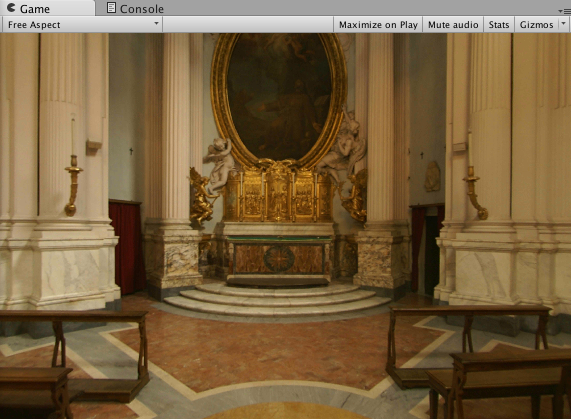 Game Console
Free Aspect Maximize on Play Mute audio Stats Gizmos